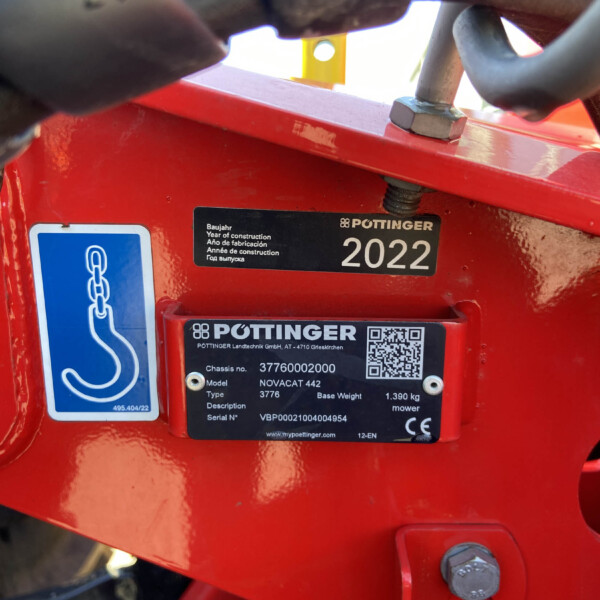 Baujahr
Year of construction
Año de fabricación
Année de construction
Год выпуска
PÖTTINGER
2022
PÖTTINGER
PÖTTINGER Landtechnik GmbH, AT - 4710 Grieskirchen
Chassis no. 37760002000
Model NOVACAT 442
Type 3776 Base Weight 1.390 kg
Description mower
Serial N° VBP00021004004954
www.mypoettinger.com 12-EN CE
495.404/22